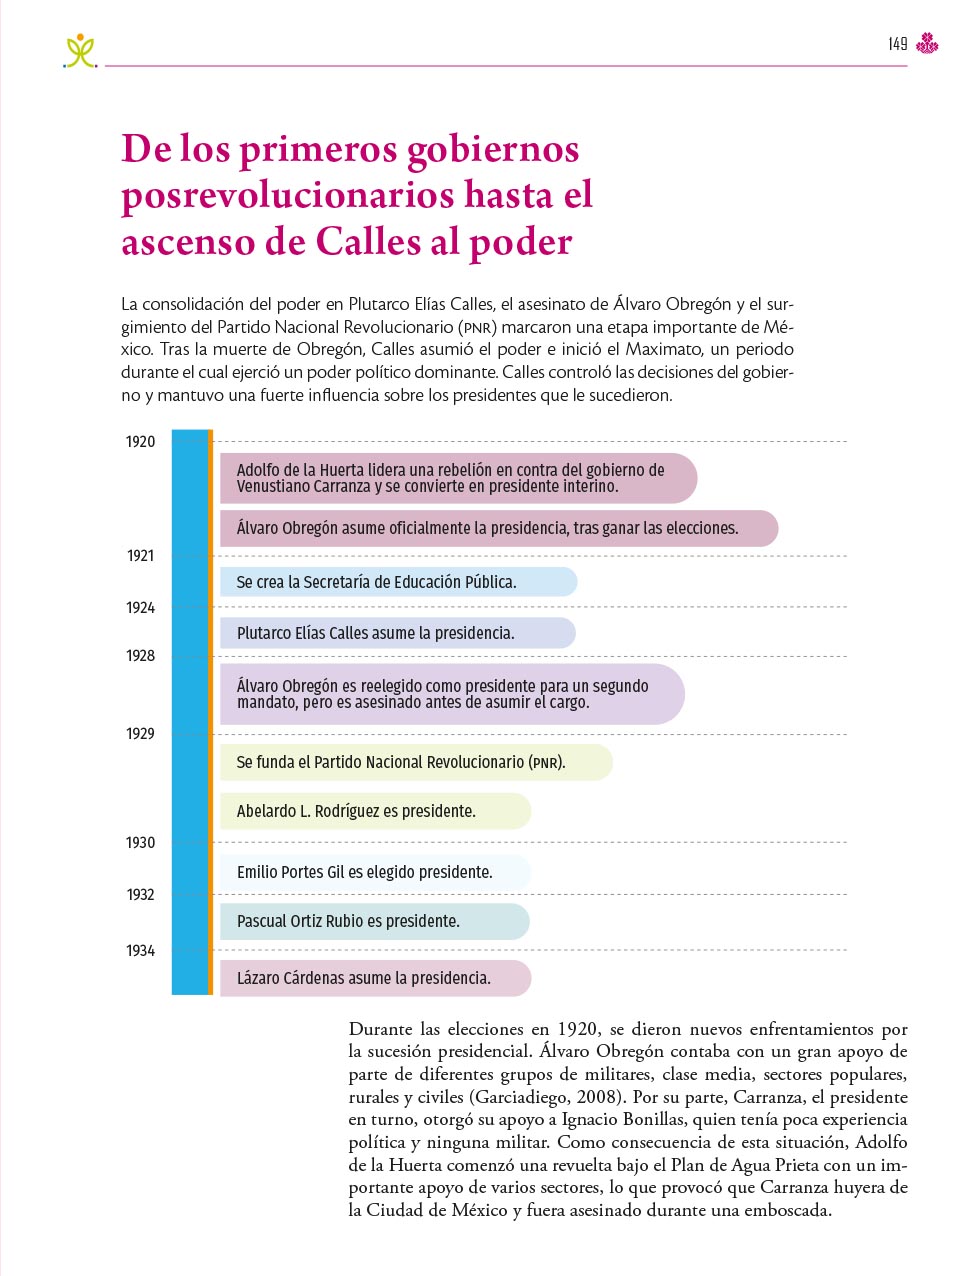 149
De los primeros gobiernos
posrevolucionarios hasta el
ascenso de Calles al poder
La consolidación del poder en Plutarco Elías Calles, el asesinato de Álvaro Obregón y el sur-
gimiento del Partido Nacional Revolucionario (PNR) marcaron una etapa importante de Mé-
xico. Tras la muerte de Obregón, Calles asumió el poder e inició el Maximato, un periodo
durante el cual ejerció un poder político dominante. Calles controló las decisiones del gobier-
no y mantuvo una fuerte influencia sobre los presidentes que le sucedieron.
1920
Adolfo de la Huerta lidera una rebelión en contra del gobierno de
Venustiano Carranza y se convierte en presidente interino.
Álvaro Obregón asume oficialmente la presidencia, tras ganar las elecciones.
1921
Se crea la Secretaría de Educación Pública.
1924
Plutarco Elías Calles asume la presidencia.
1928
Álvaro Obregón es reelegido como presidente para un segundo
mandato, pero es asesinado antes de asumir el cargo.
1929
Se funda el Partido Nacional Revolucionario (PNR).
Abelardo L. Rodríguez es presidente.
1930
Emilio Portes Gil es elegido presidente.
1932
Pascual Ortiz Rubio es presidente.
1934
Lázaro Cárdenas asume la presidencia.
Durante las elecciones en 1920, se dieron nuevos enfrentamientos por
la sucesión presidencial. Álvaro Obregón contaba con un gran apoyo de
parte de diferentes grupos de militares, clase media, sectores populares,
rurales y civiles (Garciadiego, 2008). Por su parte, Carranza, el presidente
en turno, otorgó su apoyo a Ignacio Bonillas, quien tenía poca experiencia
política y ninguna militar. Como consecuencia de esta situación, Adolfo
de la Huerta comenzó una revuelta bajo el Plan de Agua Prieta con un im-
portante apoyo de varios sectores, lo que provocó que Carranza huyera de
la Ciudad de México y fuera asesinado durante una emboscada.